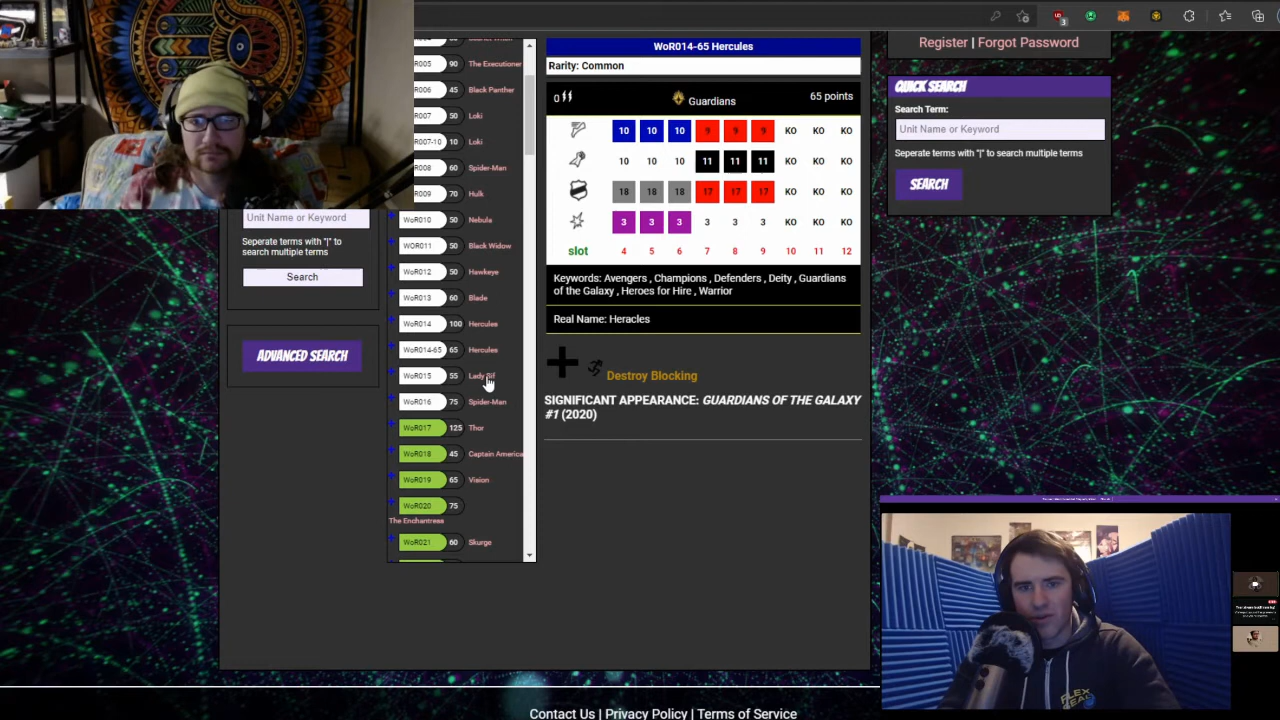 Register | Forgot Password
QUICK SEARCH
Search Term:
Unit Name or Keyword
Seperate terms with "|" to search multiple terms
SEARCH
Unit Name or Keyword
Seperate terms with "|" to
search multiple terms
Search
ADVANCED SEARCH
R005 90 The Executioner
R006 45 Black Panther
R007 50 Loki
R007-10 10 Loki
R008 60 Spider-Man
R009 70 Hulk
WoR010 50 Nebula
WOR011 50 Black Widow
WoR012 50 Hawkeye
WoR013 60 Blade
WoR014 100 Hercules
WoR014-65 65 Hercules
WoR015 55 Lady Sif
WoR016 75 Spider-Man
WoR017 125 Thor
WoR018 45 Captain America
WoR019 65 Vision
WoR020 75
The Enchantress
WoR021 60 Skurge
WoR014-65 Hercules
Rarity: Common
0 Guardians 65 points
10 10 10 9 9 9 KO KO KO
10 10 10 11 11 11 KO KO KO
18 18 18 17 17 17 KO KO KO
3 3 3 3 3 3 KO KO KO
slot 4 5 6 7 8 9 10 11 12
Keywords: Avengers , Champions , Defenders , Deity , Guardians
of the Galaxy , Heroes for Hire , Warrior
Real Name: Heracles
Destroy Blocking
SIGNIFICANT APPEARANCE: GUARDIANS OF THE GALAXY
#1 (2020)
Contact Us | Privacy Policy | Terms of Service